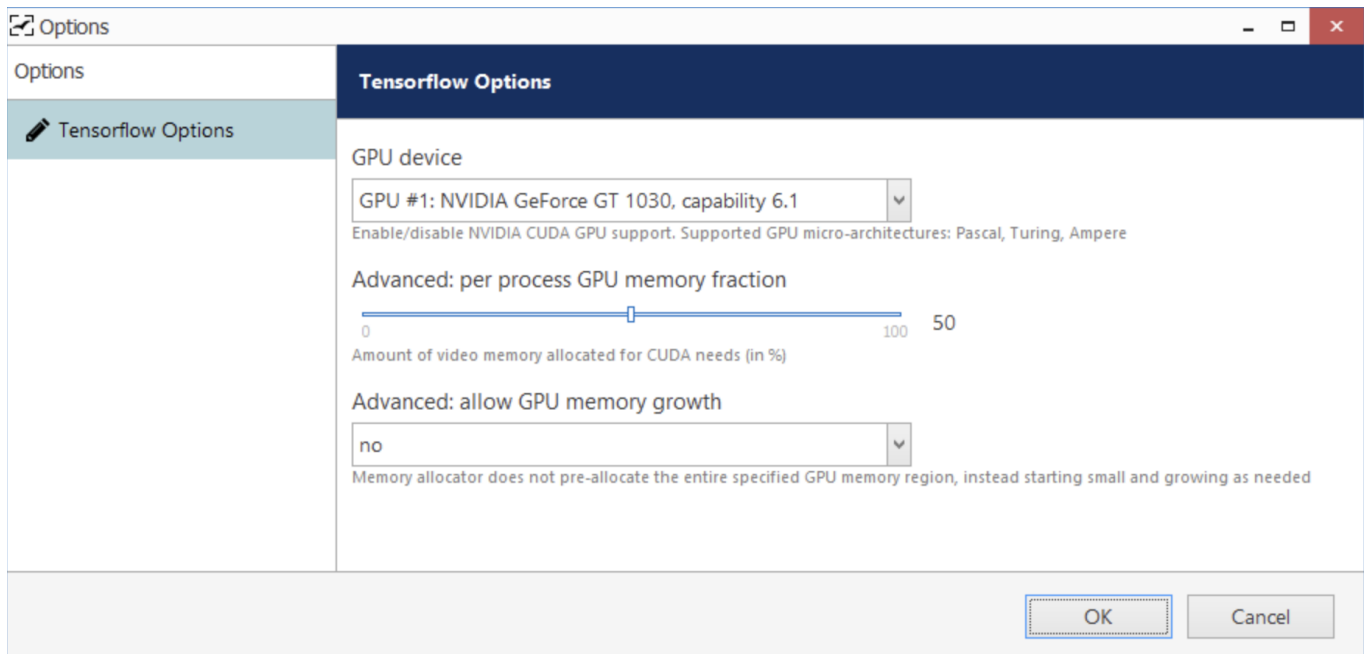 Options
Options
Tensorflow Options
Tensorflow Options
GPU device
GPU #1: NVIDIA GeForce GT 1030, capability 6.1
Enable/disable NVIDIA CUDA GPU support. Supported GPU micro-architectures: Pascal, Turing, Ampere
Advanced: per process GPU memory fraction
0 100 50
Amount of video memory allocated for CUDA needs (in %)
Advanced: allow GPU memory growth
no
Memory allocator does not pre-allocate the entire specified GPU memory region, instead starting small and growing as needed
OK Cancel